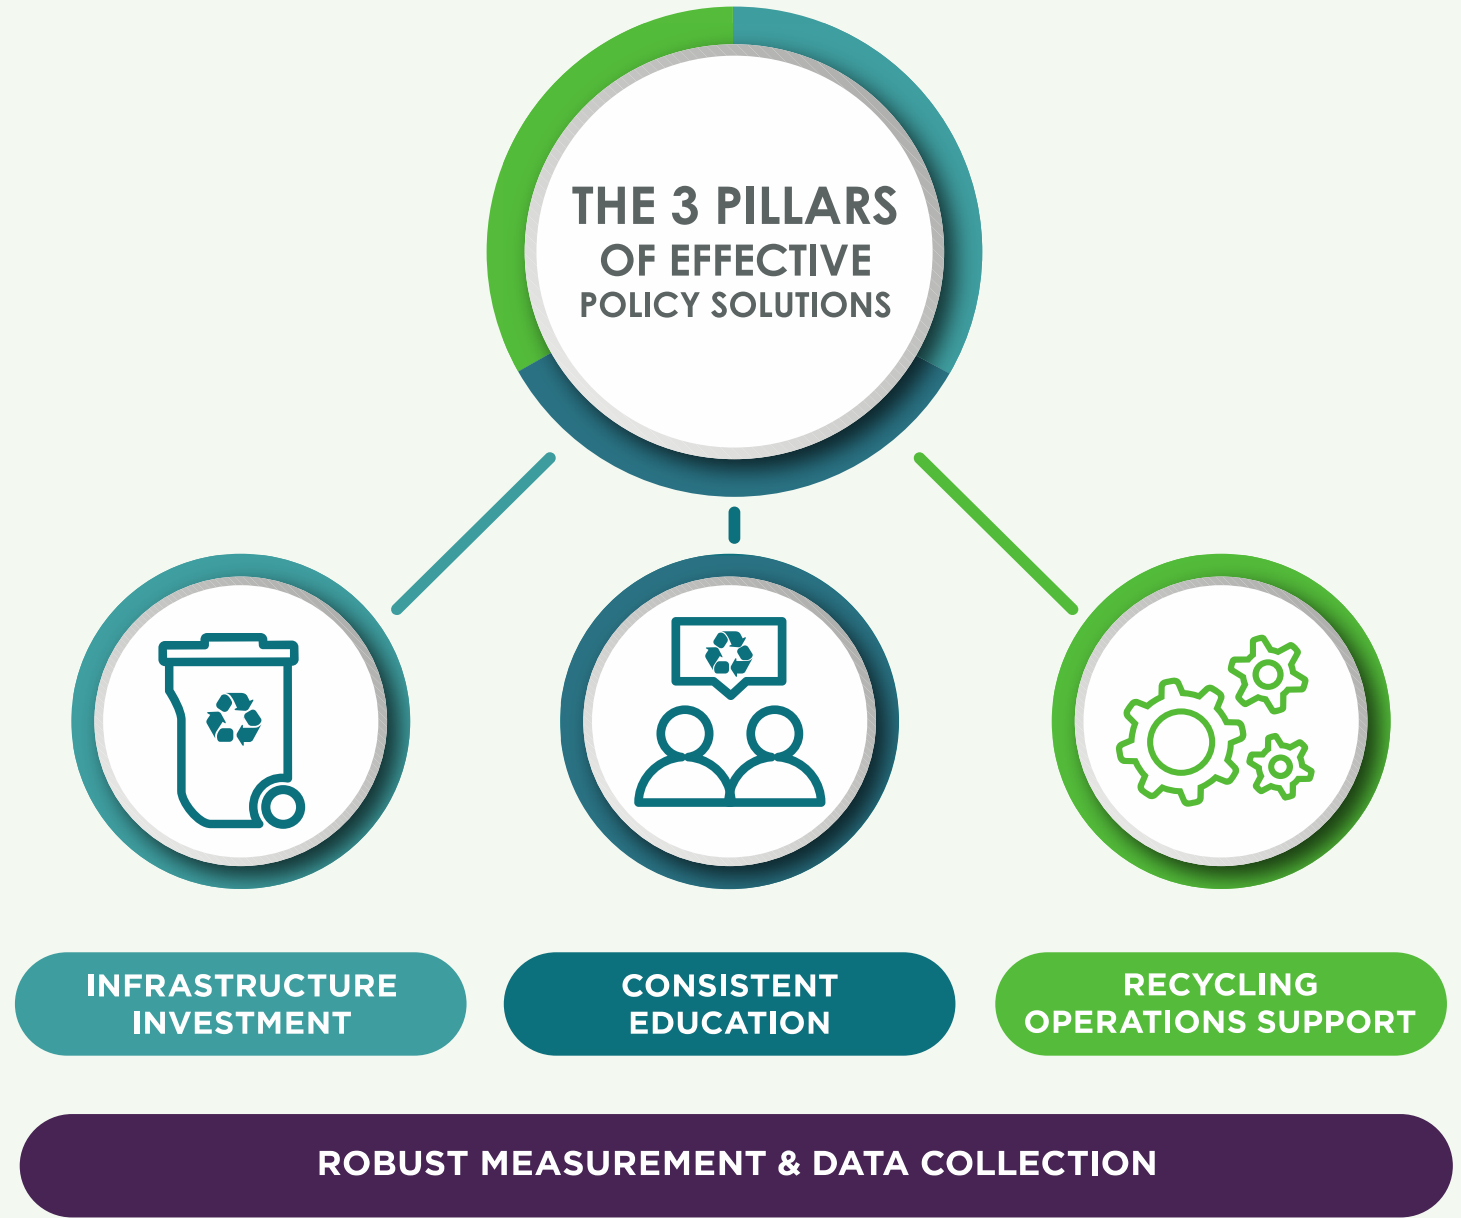 THE 3 PILLARS
OF EFFECTIVE
POLICY SOLUTIONS
INFRASTRUCTURE
INVESTMENT
CONSISTENT
EDUCATION
RECYCLING
OPERATIONS SUPPORT
ROBUST MEASUREMENT & DATA COLLECTION